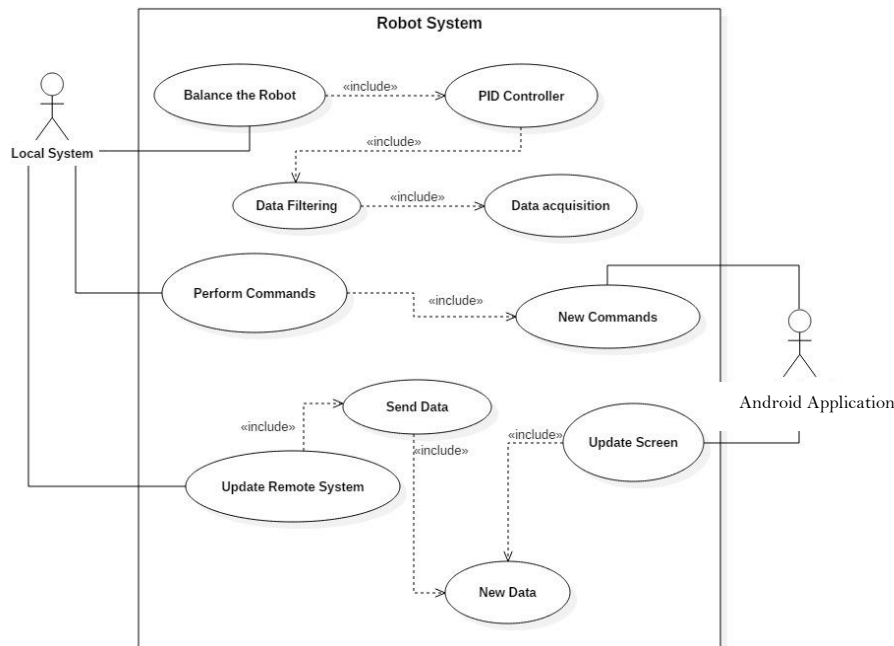 Robot System
Balance the Robot
«include»
PID Controller
Local System
«include»
Data Filtering
«include»
Data acquisition
Perform Commands
«include»
New Commands
Android Application
Send Data
«include»
«include»
«include»
Update Screen
Update Remote System
New Data